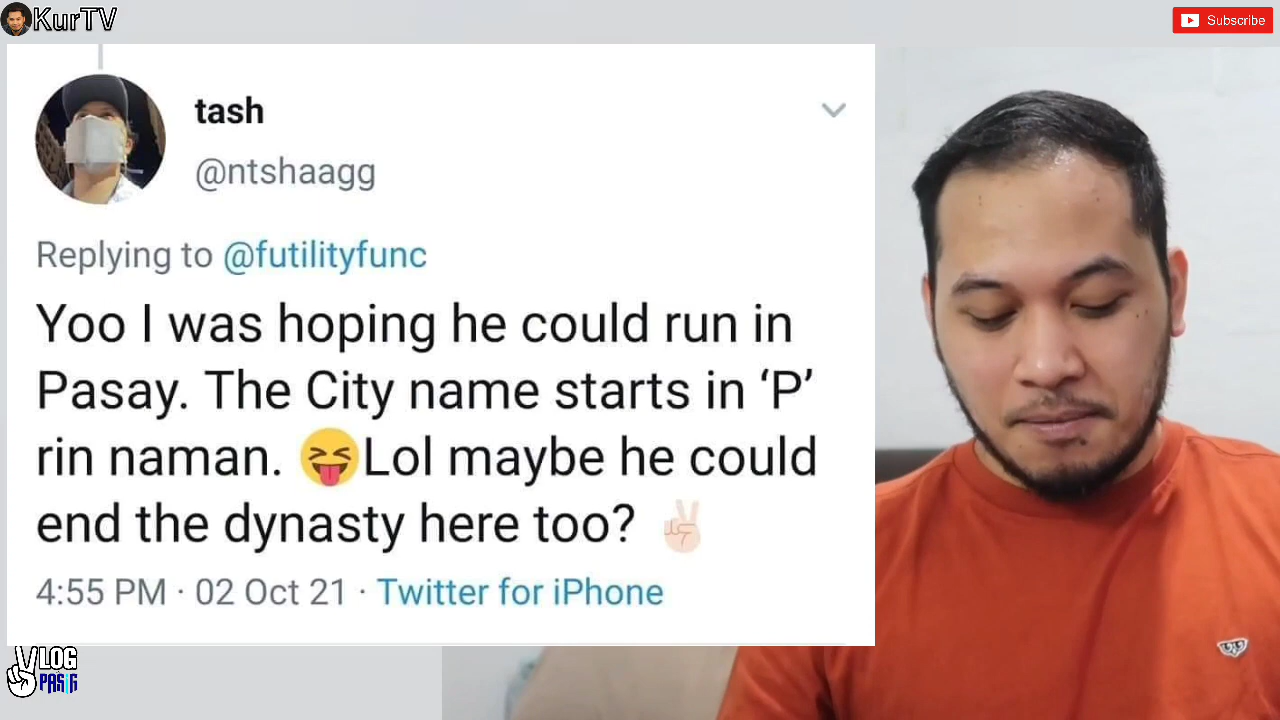 KurTV
Subscribe
tash
@ntshaagg
Replying to @futilityfunc
Yoo I was hoping he could run in
Pasay. The City name starts in ‘P’
rin naman. 😝Lol maybe he could
end the dynasty here too? ✌🏻
4:55 PM · 02 Oct 21 · Twitter for iPhone
VLOG
PASIG